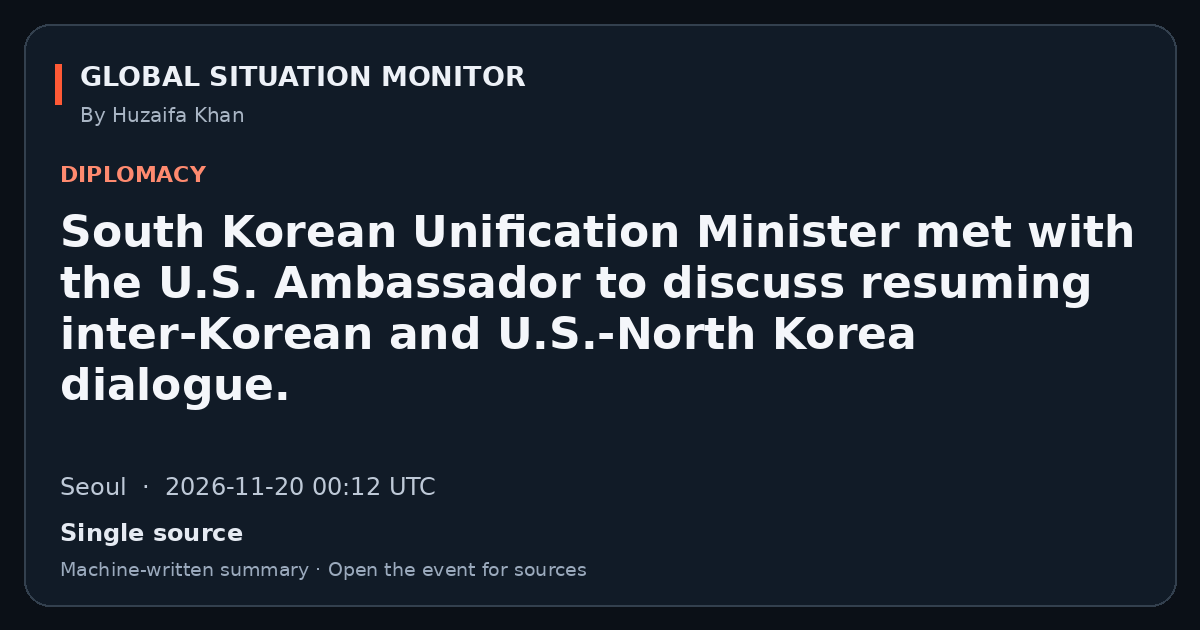 GLOBAL SITUATION MONITOR
By Huzaifa Khan
DIPLOMACY
South Korean Unification Minister met with
the U.S. Ambassador to discuss resuming
inter-Korean and U.S.-North Korea
dialogue.
Seoul · 2026-11-20 00:12 UTC
Single source
Machine-written summary · Open the event for sources